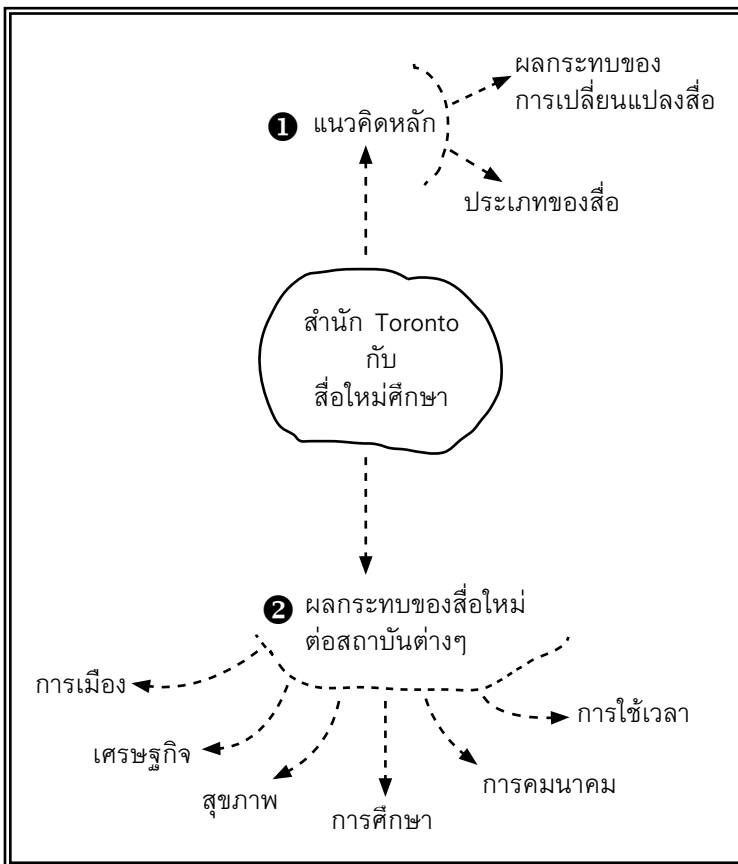 ผลกระทบของ
การเปลี่ยนแปลงสื่อ
❶ แนวคิดหลัก
ประเภทของสื่อ
สำนัก Toronto
กับ
สื่อใหม่ศึกษา
❷ ผลกระทบของสื่อใหม่
ต่อสถาบันต่างๆ
การเมือง
เศรษฐกิจ
สุขภาพ
การศึกษา
การคมนาคม
การใช้เวลา